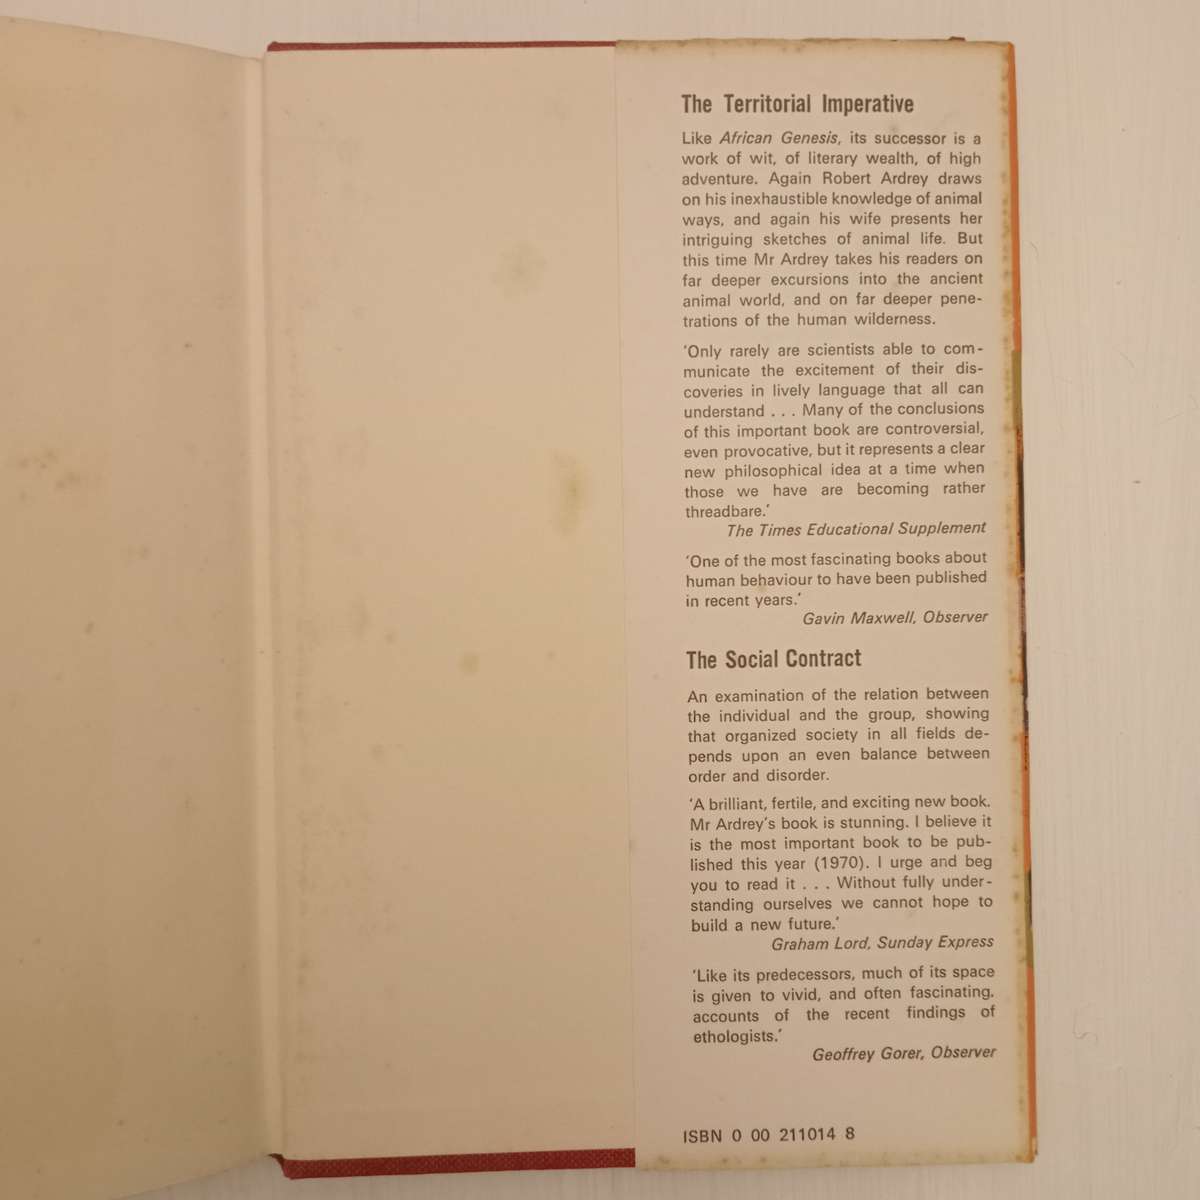 The Territorial Imperative
Like African Genesis, its successor is a
work of wit, of literary wealth, of high
adventure. Again Robert Ardrey draws
on his inexhaustible knowledge of animal
ways, and again his wife presents her
intriguing sketches of animal life. But
this time Mr Ardrey takes his readers on
far deeper excursions into the ancient
animal world, and on far deeper pene-
trations of the human wilderness.
'Only rarely are scientists able to com-
municate the excitement of their dis-
coveries in lively language that all can
understand . . . Many of the conclusions
of this important book are controversial,
even provocative, but it represents a clear
new philosophical idea at a time when
those we have are becoming rather
threadbare.'
The Times Educational Supplement
'One of the most fascinating books about
human behaviour to have been published
in recent years.'
Gavin Maxwell, Observer
The Social Contract
An examination of the relation between
the individual and the group, showing
that organized society in all fields de-
pends upon an even balance between
order and disorder.
'A brilliant, fertile, and exciting new book.
Mr Ardrey's book is stunning. I believe it
is the most important book to be pub-
lished this year (1970). I urge and beg
you to read it . . . Without fully under-
standing ourselves we cannot hope to
build a new future.'
Graham Lord, Sunday Express
'Like its predecessors, much of its space
is given to vivid, and often fascinating,
accounts of the recent findings of
ethologists.'
Geoffrey Gorer, Observer
ISBN 0 00 211014 8